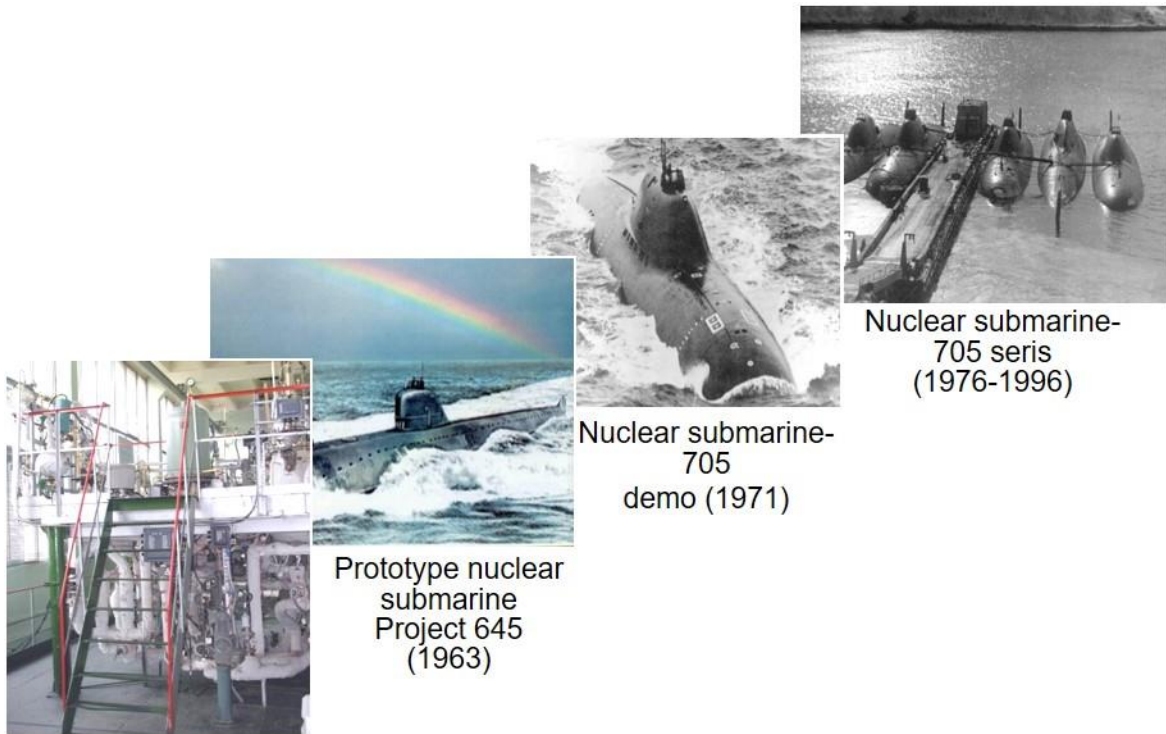 Nuclear submarine-
705 seris
(1976-1996)
Nuclear submarine-
705
demo (1971)
Prototype nuclear
submarine
Project 645
(1963)